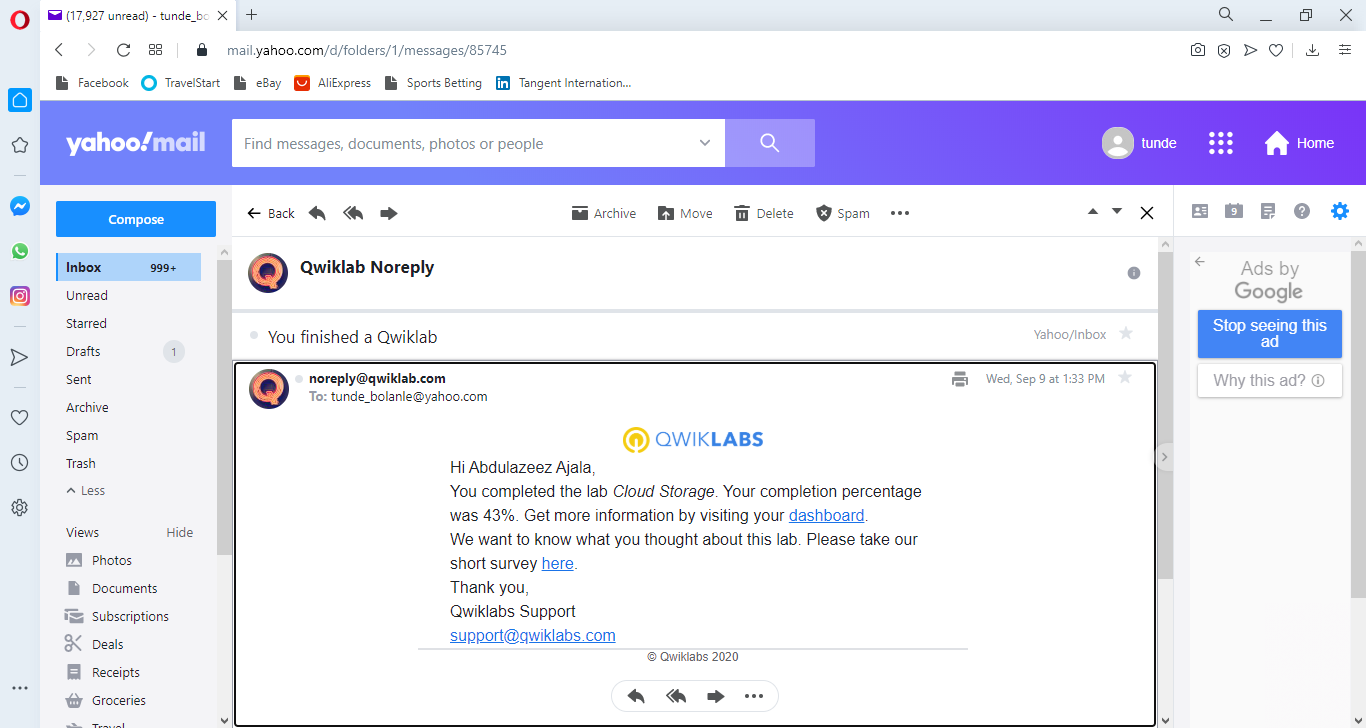 (17,927 unread) - tunde_bo
mail.yahoo.com/d/folders/1/messages/85745
Facebook TravelStart eBay AliExpress Sports Betting Tangent Internation...
yahoo!mail
Find messages, documents, photos or people
tunde
Home
Compose
Back
Archive Move Delete Spam
9
Inbox 999+
Unread
Starred
Drafts 1
Sent
Archive
Spam
Trash
Less
Views Hide
Photos
Documents
Subscriptions
Deals
Receipts
Groceries
Travel
Qwiklab Noreply
You finished a Qwiklab
Yahoo/Inbox
noreply@qwiklab.com
Wed, Sep 9 at 1:33 PM
To: tunde_bolanle@yahoo.com
QWIKLABS
Hi Abdulazeez Ajala,
You completed the lab Cloud Storage. Your completion percentage
was 43%. Get more information by visiting your dashboard.
We want to know what you thought about this lab. Please take our
short survey here.
Thank you,
Qwiklabs Support
support@qwiklabs.com
© Qwiklabs 2020
Ads by
Google
Stop seeing this
ad
Why this ad?